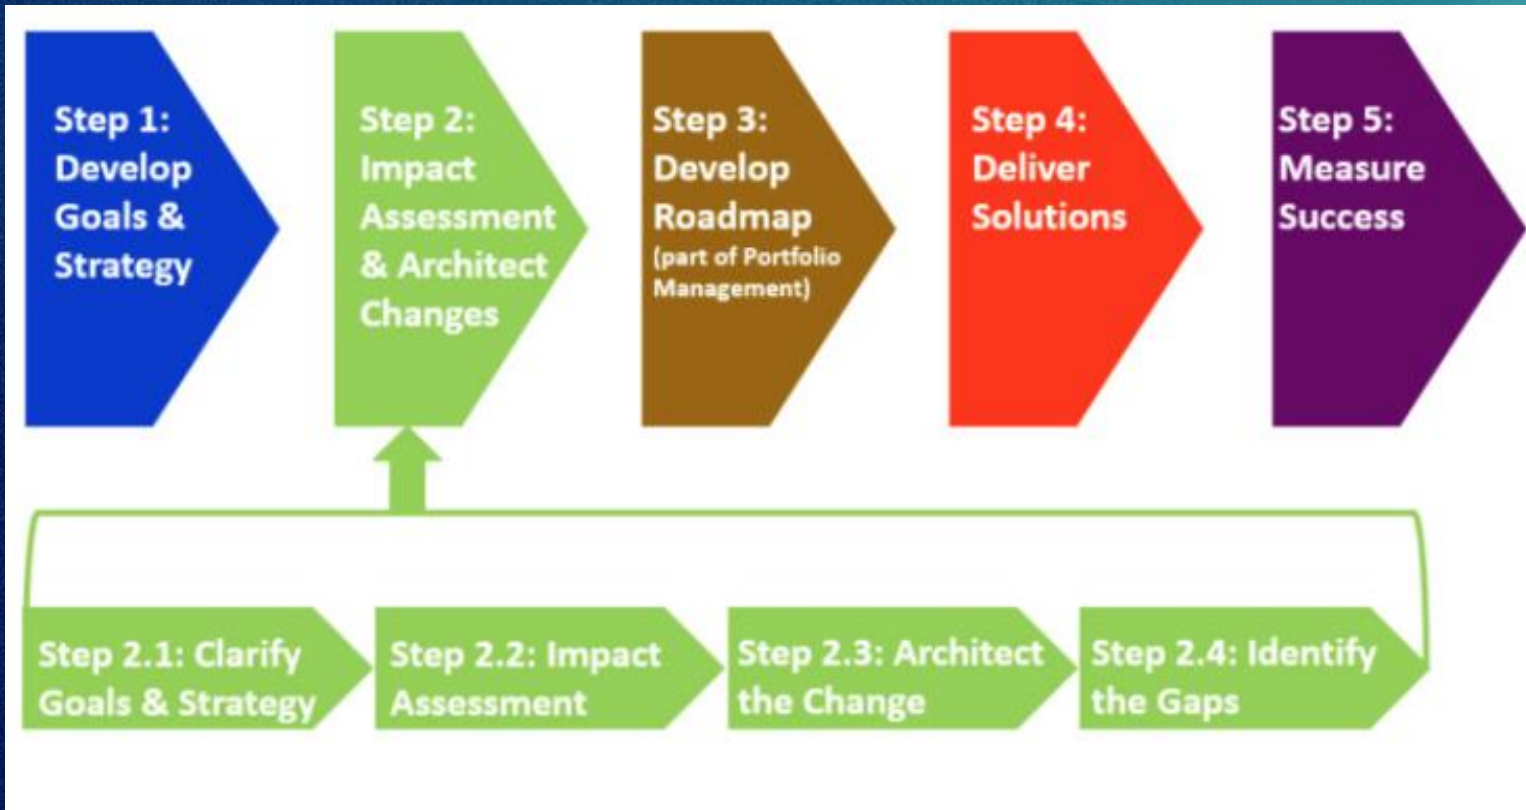 Step 1:
Develop
Goals &
Strategy
Step 2:
Impact
Assessment
& Architect
Changes
Step 3:
Develop
Roadmap
(part of Portfolio
Management)
Step 4:
Deliver
Solutions
Step 5:
Measure
Success
Step 2.1: Clarify
Goals & Strategy
Step 2.2: Impact
Assessment
Step 2.3: Architect
the Change
Step 2.4: Identify
the Gaps